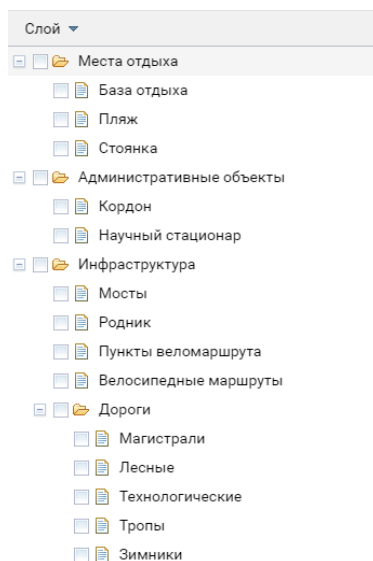 Слой
Места отдыха
База отдыха
Пляж
Стоянка
Административные объекты
Кордон
Научный стационар
Инфраструктура
Мосты
Родник
Пункты веломаршрута
Велосипедные маршруты
Дороги
Магистрали
Лесные
Технологические
Тропы
Зимники